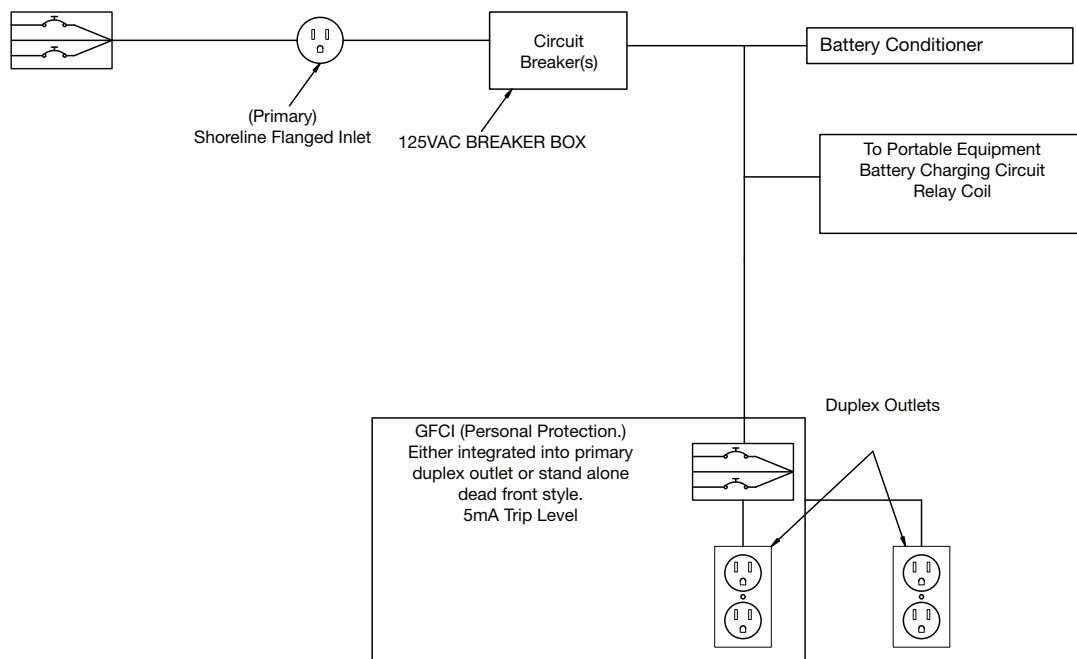 Circuit
Breaker(s)
Battery Conditioner
(Primary)
Shoreline Flanged Inlet
125VAC BREAKER BOX
To Portable Equipment
Battery Charging Circuit
Relay Coil
Duplex Outlets
GFCI (Personal Protection.)
Either integrated into primary
duplex outlet or stand alone
dead front style.
5mA Trip Level